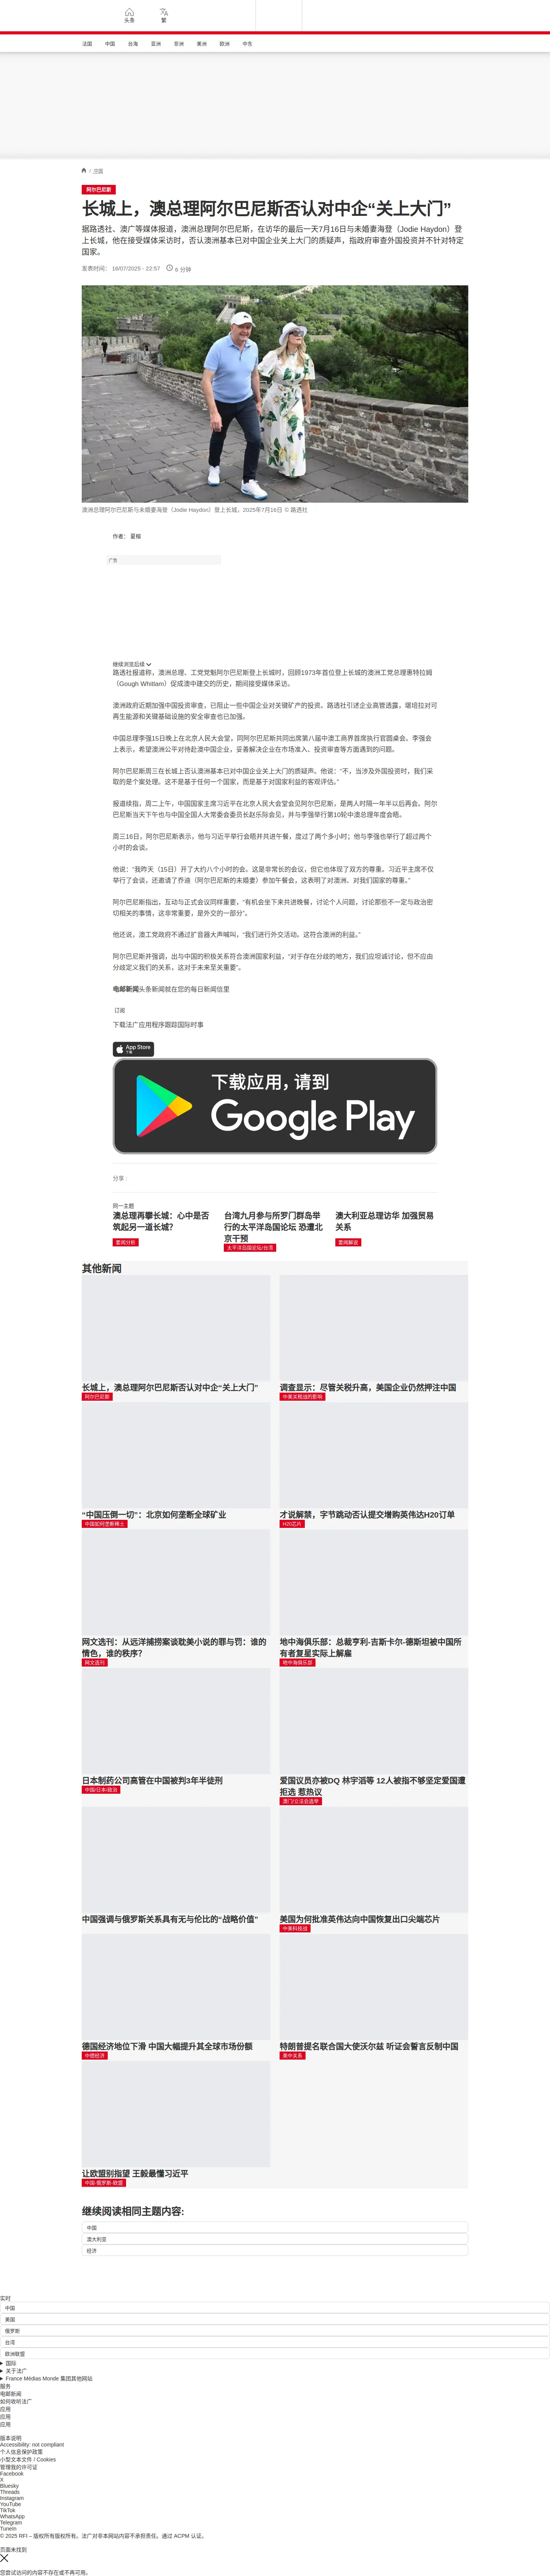 头条
繁
法国
中国
台海
亚洲
非洲
美洲
欧洲
中东
/ 中国
阿尔巴尼斯
长城上，澳总理阿尔巴尼斯否认对中企“关上大门”
据路透社、澳广等媒体报道，澳洲总理阿尔巴尼斯，在访华的最后一天7月16日与未婚妻海登（Jodie Haydon）登
上长城，他在接受媒体采访时，否认澳洲基本已对中国企业关上大门的质疑声，指政府审查外国投资并不针对特定
国家。
发表时间： 16/07/2025 - 22:57
6 分钟
澳洲总理阿尔巴尼斯与未婚妻海登（Jodie Haydon）登上长城，2025年7月16日 © 路透社
作者： 夏榕
广告
继续浏览后续
路透社报道称，澳洲总理、工党党魁阿尔巴尼斯登上长城时，回顾1973年首位登上长城的澳洲工党总理惠特拉姆
（Gough Whitlam）促成澳中建交的历史，期间接受媒体采访。
澳洲政府近期加强中国投资审查，已阻止一些中国企业对关键矿产的投资。路透社引述企业高管透露，堪培拉对可
再生能源和关键基础设施的安全审查也已加强。
中国总理李强15日晚上在北京人民大会堂，同阿尔巴尼斯共同出席第八届中澳工商界首席执行官圆桌会。李强会
上表示，希望澳洲公平对待赴澳中国企业，妥善解决企业在市场准入、投资审查等方面遇到的问题。
阿尔巴尼斯周三在长城上否认澳洲基本已对中国企业关上大门的质疑声。他说：“不，当涉及外国投资时，我们采
取的是个案处理。这不是基于任何一个国家，而是基于对国家利益的客观评估。”
报道续指，周二上午，中国国家主席习近平在北京人民大会堂会见阿尔巴尼斯，是两人时隔一年半以后再会。阿尔
巴尼斯当天下午也与中国全国人大常委会委员长赵乐际会见，并与李强举行第10轮中澳总理年度会晤。
周三16日，阿尔巴尼斯表示，他与习近平举行会晤并共进午餐，度过了两个多小时；他与李强也举行了超过两个
小时的会谈。
他说：“我昨天（15日）开了大约八个小时的会。这是非常长的会议，但它也体现了双方的尊重。习近平主席不仅
举行了会谈，还邀请了乔迪（阿尔巴尼斯的未婚妻）参加午餐会，这表明了对澳洲、对我们国家的尊重。”
阿尔巴尼斯指出，互动与正式会议同样重要，“有机会坐下来共进晚餐，讨论个人问题，讨论那些不一定与政治密
切相关的事情，这非常重要，是外交的一部分”。
他还说，澳工党政府不通过扩音器大声喊叫，“我们进行外交活动。这符合澳洲的利益。”
阿尔巴尼斯并强调，出与中国的积极关系符合澳洲国家利益，“对于存在分歧的地方，我们应坦诚讨论，但不应由
分歧定义我们的关系，这对于未来至关重要”。
电邮新闻头条新闻就在您的每日新闻信里
订阅
下载法广应用程序跟踪国际时事
App Store
下载
下载应用，请到
Google Play
分享 :
同一主题
澳总理再攀长城：心中是否
筑起另一道长城？
要闻分析
台湾九月参与所罗门群岛举
行的太平洋岛国论坛 恐遭北
京干预
太平洋岛国论坛/台湾
澳大利亚总理访华 加强贸易
关系
要闻解说
其他新闻
长城上，澳总理阿尔巴尼斯否认对中企“关上大门”
阿尔巴尼斯
调查显示：尽管关税升高，美国企业仍然押注中国
中美关税战的影响
“中国压倒一切”：北京如何垄断全球矿业
中国如何垄断稀土
才说解禁，字节跳动否认提交增购英伟达H20订单
H20芯片
网文选刊：从远洋捕捞案谈耽美小说的罪与罚：谁的
情色，谁的秩序？
网文选刊
地中海俱乐部：总裁亨利-吉斯卡尔-德斯坦被中国所
有者复星实际上解雇
地中海俱乐部
日本制药公司高管在中国被判3年半徒刑
中国/日本/政治
爱国议员亦被DQ 林宇滔等 12人被指不够坚定爱国遭
拒选 惹热议
澳门/立法会选举
中国强调与俄罗斯关系具有无与伦比的“战略价值”
美国为何批准英伟达向中国恢复出口尖端芯片
中美科技战
德国经济地位下滑 中国大幅提升其全球市场份额
中德经济
特朗普提名联合国大使沃尔兹 听证会誓言反制中国
美中关系
让欧盟别指望 王毅最懂习近平
中国-俄罗斯-欧盟
继续阅读相同主题内容:
中国
澳大利亚
经济
实时
中国
美国
俄罗斯
台湾
欧洲联盟
国际
关于法广
France Médias Monde 集团其他网站
服务
电邮新闻
如何收听法广
应用
应用
应用
版本说明
Accessibility: not compliant
个人信息保护政策
小型文本文件 / Cookies
管理我的许可证
Facebook
X
Bluesky
Threads
Instagram
YouTube
TikTok
WhatsApp
Telegram
TuneIn
© 2025 RFI – 版权所有版权所有。法广对非本网站内容不承担责任。通过 ACPM 认证。
页面未找到
您尝试访问的内容不存在或不再可用。